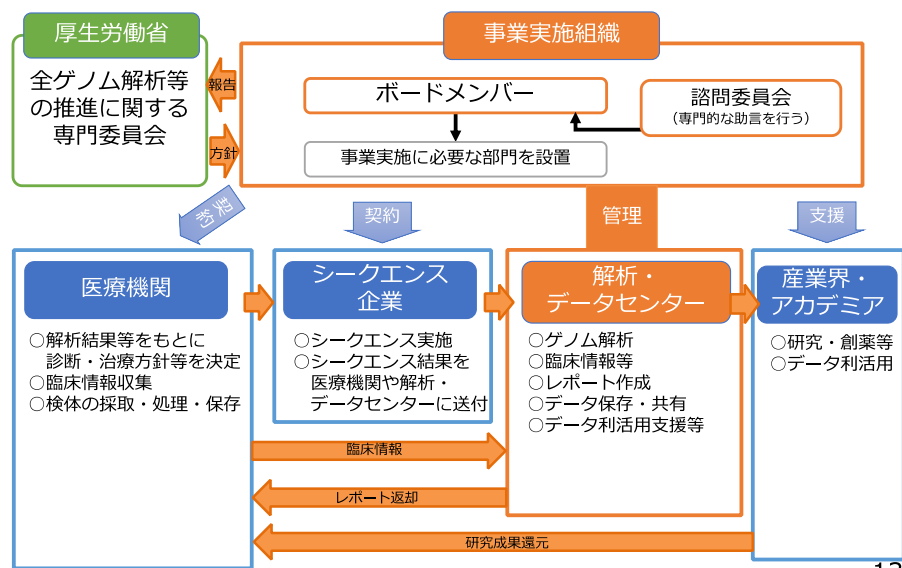 厚生労働省
全ゲノム解析等
の推進に関する
専門委員会
報告
方針
事業実施組織
ボードメンバー
諮問委員会
（専門的な助言を行う）
事業実施に必要な部門を設置
契約
契約
管理
支援
医療機関
○解析結果等をもとに
診断・治療方針等を決定
○臨床情報収集
○検体の採取・処理・保存
シークエンス
企業
○シークエンス実施
○シークエンス結果を
医療機関や解析・
データセンターに送付
解析・
データセンター
○ゲノム解析
○臨床情報等
○レポート作成
○データ保存・共有
○データ利活用支援等
産業界・
アカデミア
○研究・創薬等
○データ利活用
臨床情報
レポート返却
研究成果還元